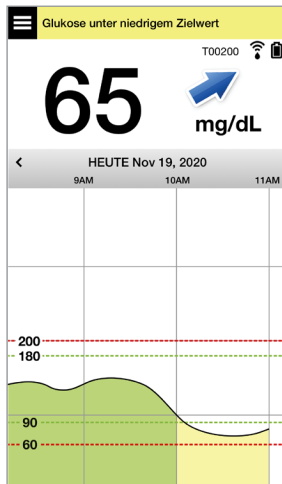 Glukose unter niedrigem Zielwert
T00200
65
mg/dL
HEUTE Nov 19, 2020
9AM 10AM 11AM
200
180
90
60